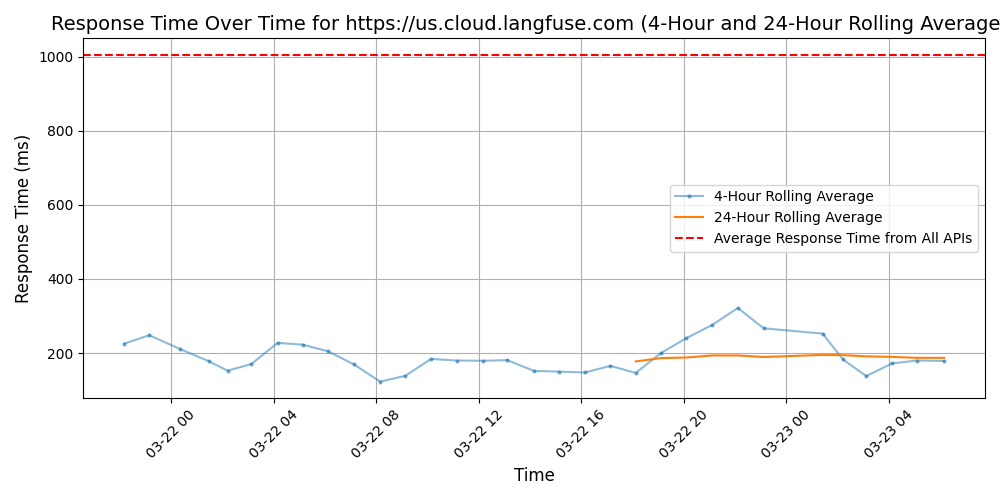 Response Time Over Time for https://us.cloud.langfuse.com (4-Hour and 24-Hour Rolling Average
Response Time (ms)
1000
800
600
400
200
4-Hour Rolling Average
24-Hour Rolling Average
Average Response Time from All APIs
03-22 00
03-22 04
03-22 08
03-22 12
03-22 16
03-22 20
03-23 00
03-23 04
Time